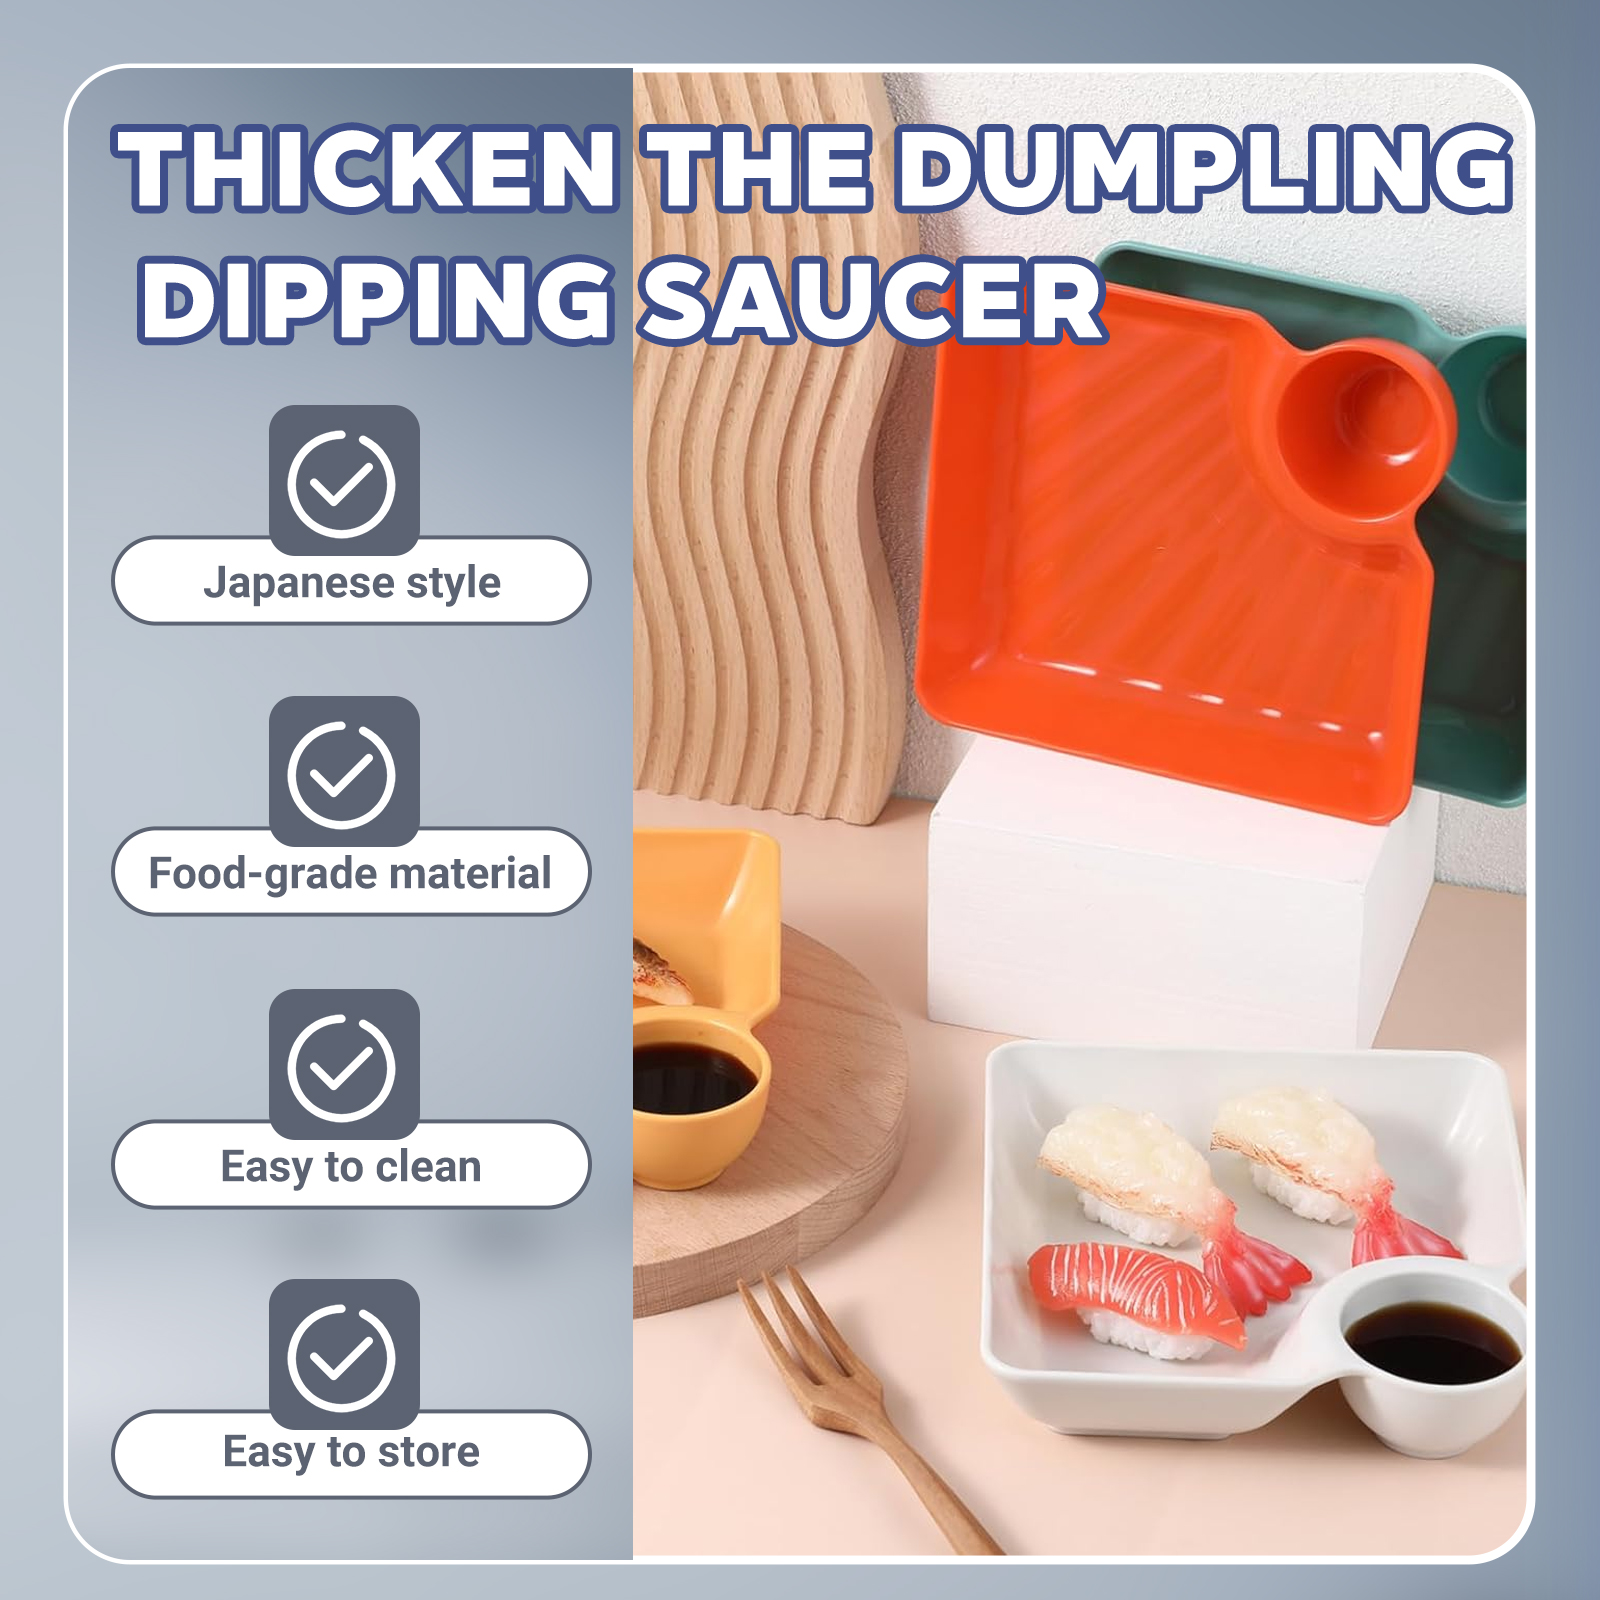 THICKEN THE DUMPLING
DIPPING SAUCER
Japanese style
Food-grade material
Easy to clean
Easy to store